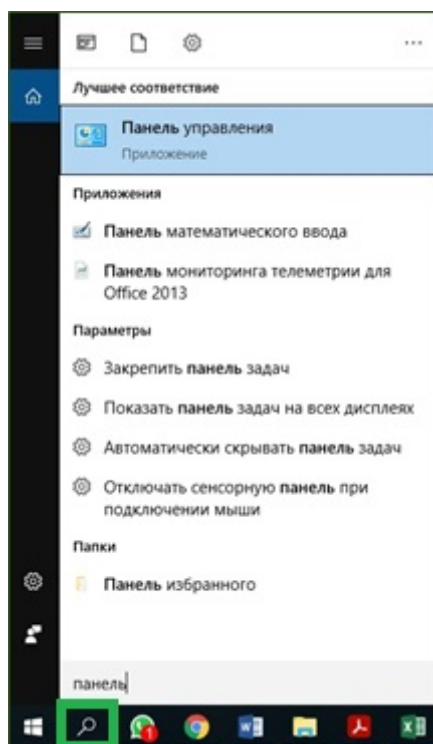 Лучшее соответствие
Панель управления
Приложение
Приложения
Панель математического ввода
Панель мониторинга телеметрии для
Office 2013
Параметры
Закрепить панель задач
Показать панель задач на всех дисплеях
Автоматически скрывать панель задач
Отключать сенсорную панель при
подключении мыши
Папки
Панель избранного
панель